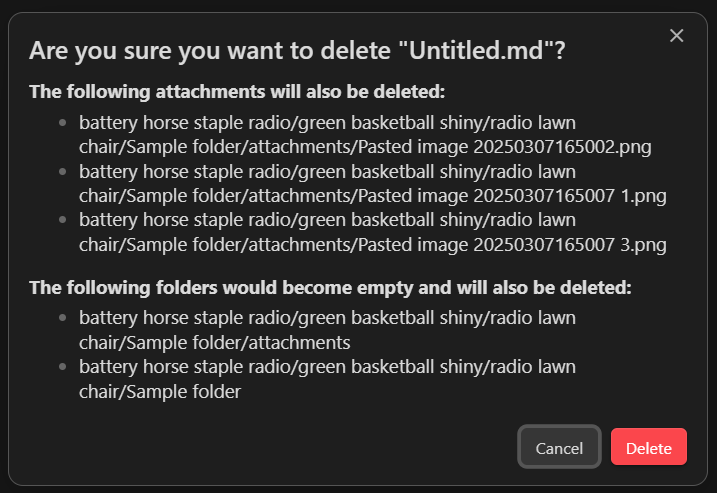 Are you sure you want to delete "Untitled.md"?
The following attachments will also be deleted:
battery horse staple radio/green basketball shiny/radio lawn
chair/Sample folder/attachments/Pasted image 20250307165002.png
battery horse staple radio/green basketball shiny/radio lawn
chair/Sample folder/attachments/Pasted image 20250307165007 1.png
battery horse staple radio/green basketball shiny/radio lawn
chair/Sample folder/attachments/Pasted image 20250307165007 3.png
The following folders would become empty and will also be deleted:
battery horse staple radio/green basketball shiny/radio lawn
chair/Sample folder/attachments
battery horse staple radio/green basketball shiny/radio lawn
chair/Sample folder
Cancel
Delete